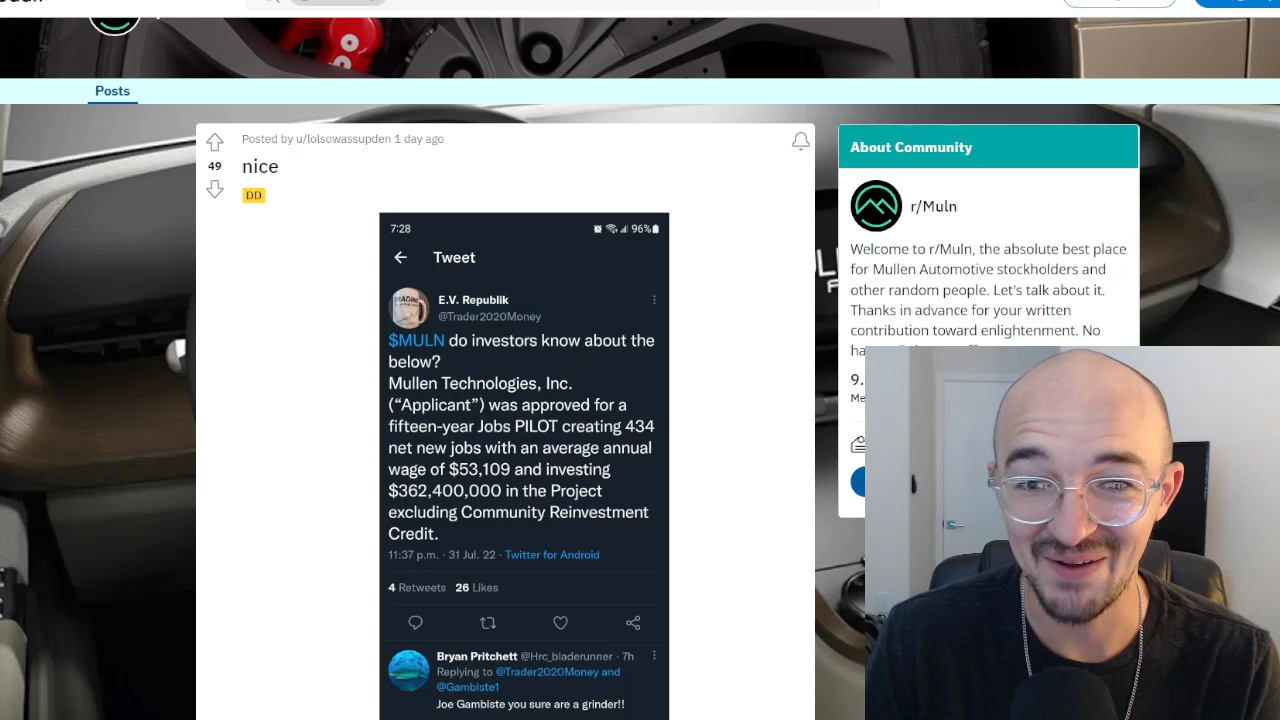 Posts
Posted by u/lolsowassupden 1 day ago
49
nice
DD
7:28
96%
Tweet
E.V. Republik
@Trader2020Money
$MULN do investors know about the
below?
Mullen Technologies, Inc.
(“Applicant”) was approved for a
fifteen-year Jobs PILOT creating 434
net new jobs with an average annual
wage of $53,109 and investing
$362,400,000 in the Project
excluding Community Reinvestment
Credit.
11:37 p.m. · 31 Jul. 22 · Twitter for Android
4 Retweets 26 Likes
Bryan Pritchett @Hrc_bladerunner · 7h
Replying to @Trader2020Money and
@Gambiste1
Joe Gambiste you sure are a grinder!!
About Community
r/Muln
Welcome to r/Muln, the absolute best place
for Mullen Automotive stockholders and
other random people. Let's talk about it.
Thanks in advance for your written
contribution toward enlightenment. No
9.